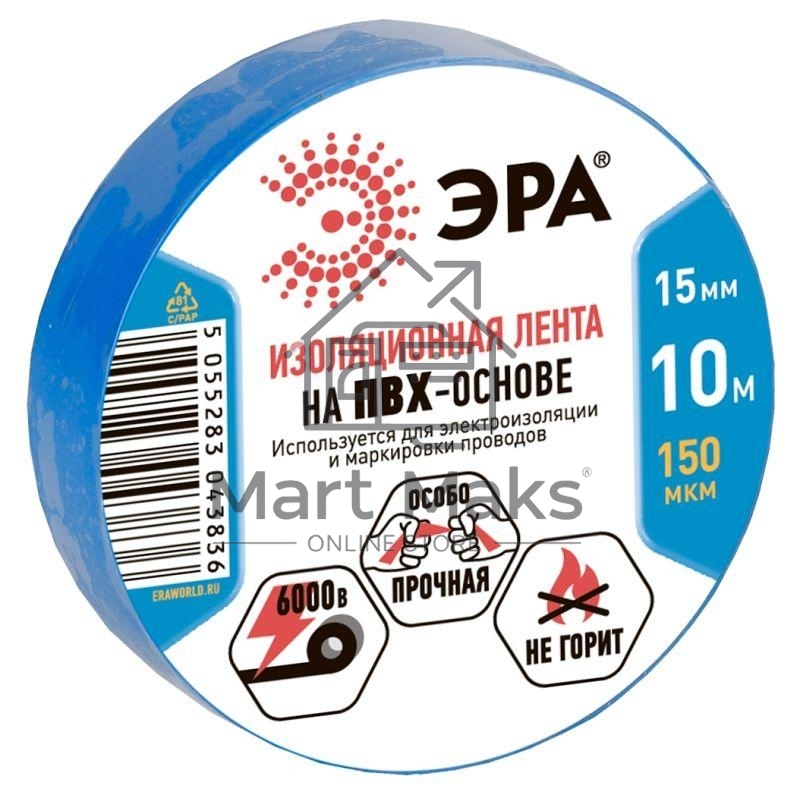 ЭРА®
ИЗОЛЯЦИОННАЯ ЛЕНТА
НА ПВХ-ОСНОВЕ
Используется для электроизоляции
и маркировки проводов
15 мм
10 м
150
мкм
ОСОБО
ПРОЧНАЯ
6000 в
НЕ ГОРИТ
81
C/PAP
5 055283 043836
ERAWORLD.RU
Mart Maks®
ONLINE STORE